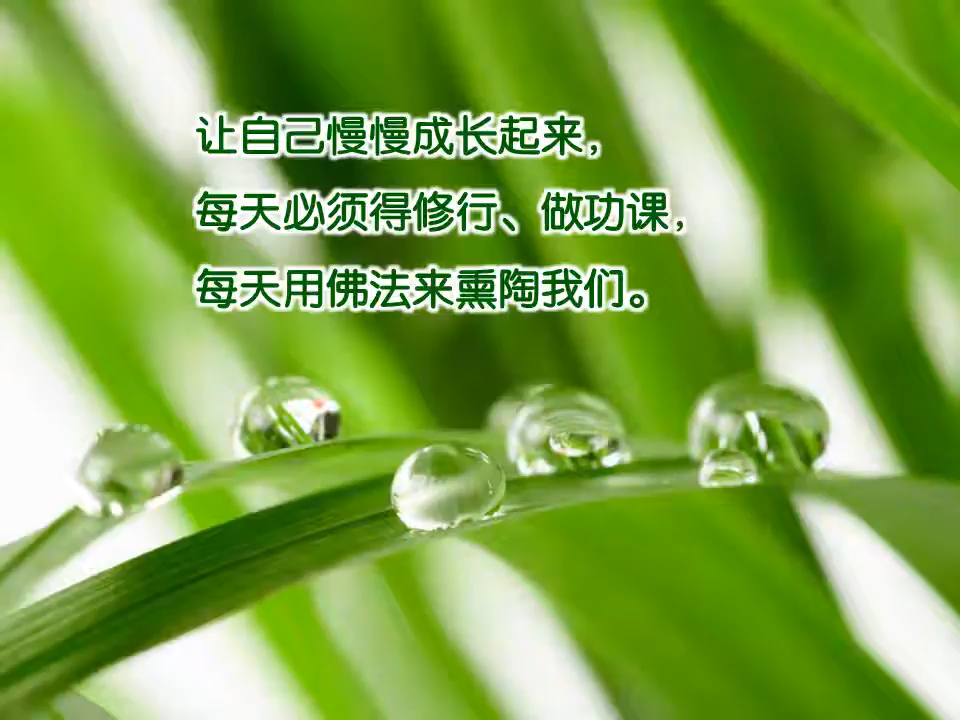 让自己慢慢成长起来，
每天必须得修行、做功课，
每天用佛法来熏陶我们。